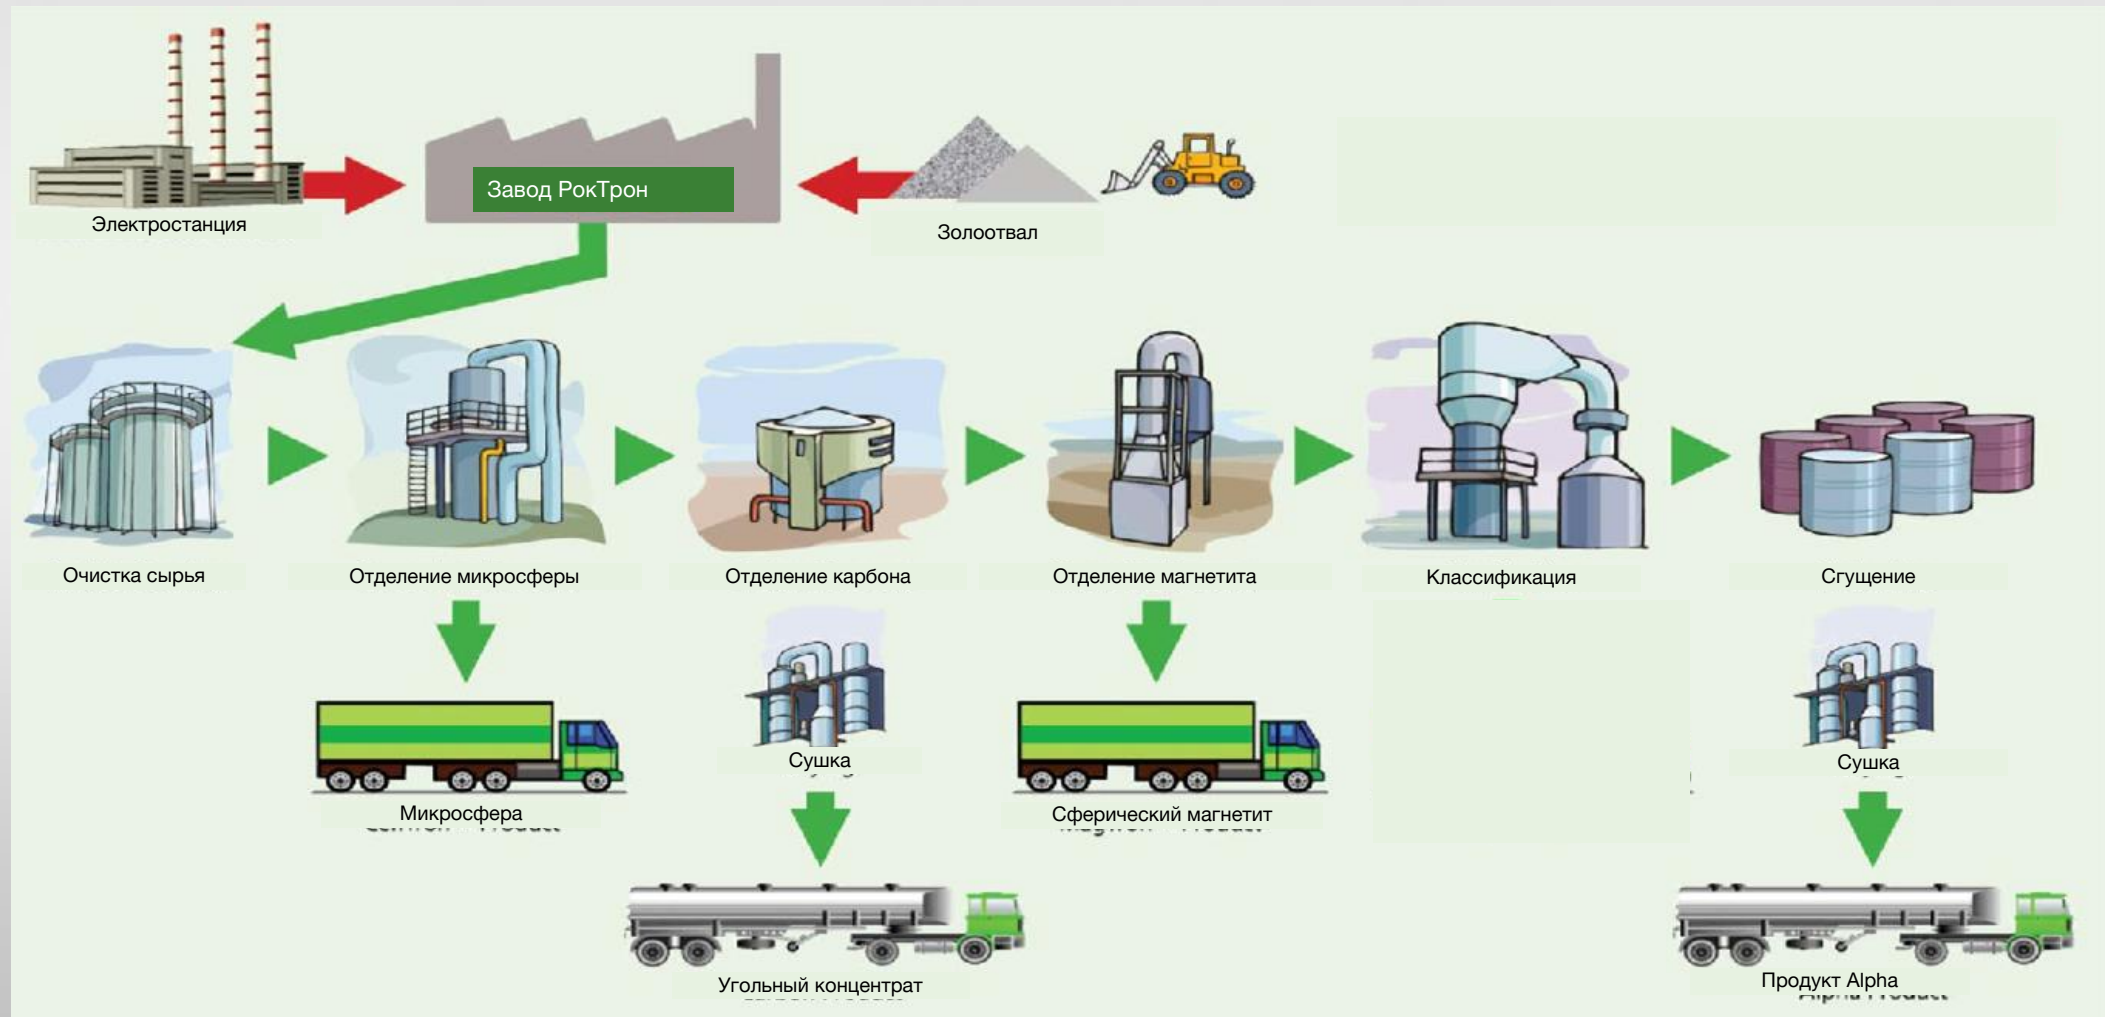 Завод РокТрон
Электростанция
Золоотвал
Очистка сырья
Отделение микросферы
Отделение карбона
Отделение магнетита
Классификация
Сгущение
Сушка
Сушка
Микросфера
Сферический магнетит
Угольный концентрат
Продукт Alpha